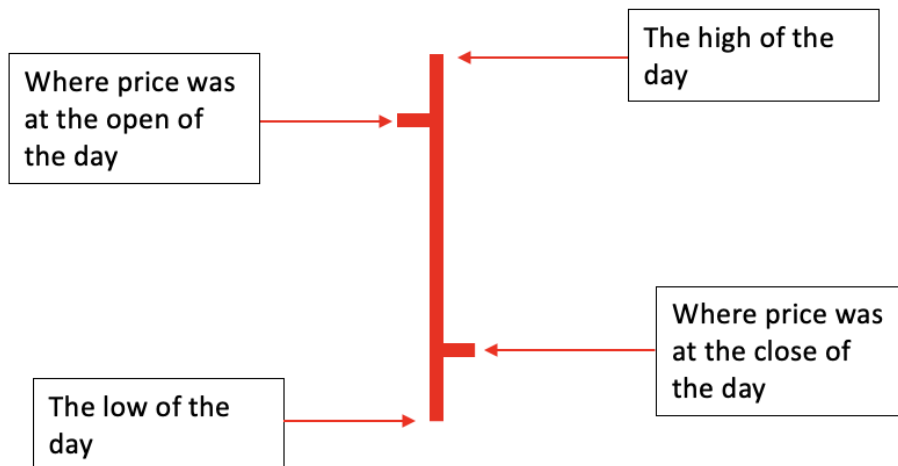 The high of the
day
Where price was
at the open of
the day
Where price was
at the close of
the day
The low of the
day